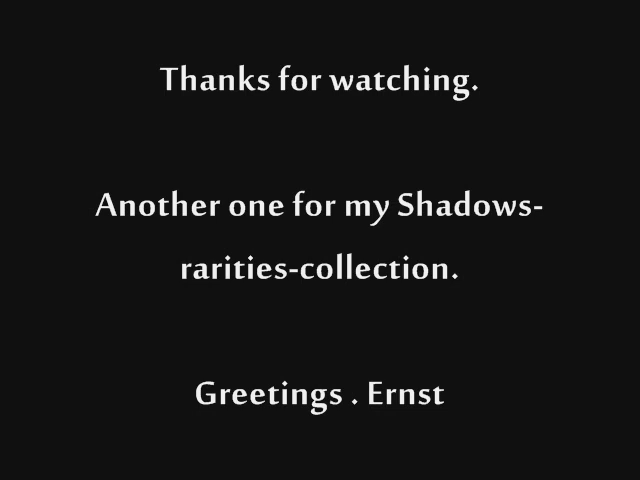 Thanks for watching.
Another one for my Shadows-
rarities-collection.
Greetings . Ernst